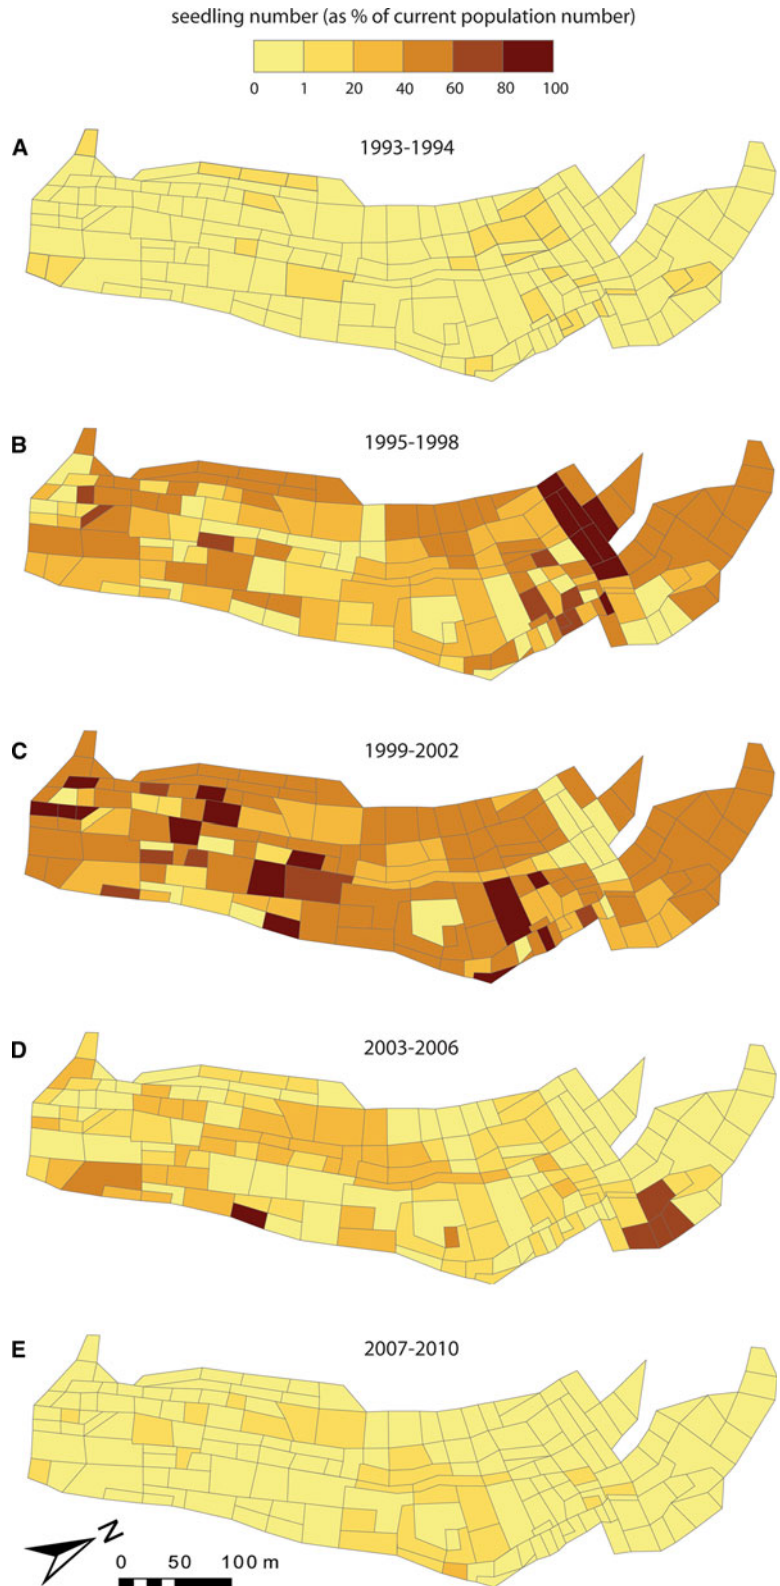 seedling number (as % of current population number)
0 1 20 40 60 80 100
A 1993-1994
B 1995-1998
C 1999-2002
D 2003-2006
E 2007-2010
N
0 50 100 m